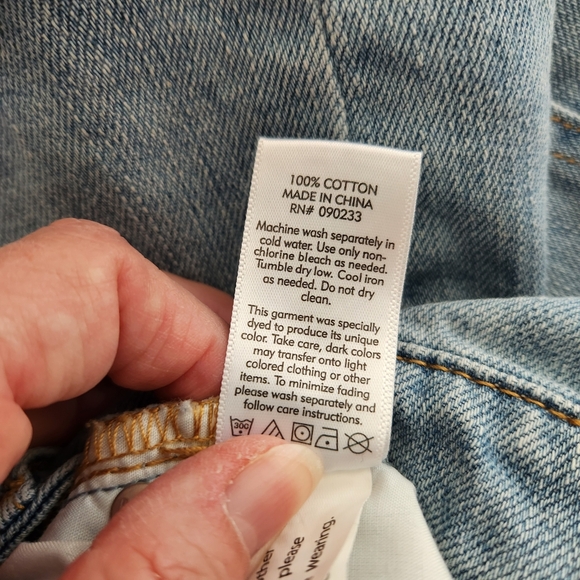 100% COTTON
MADE IN CHINA
RN# 090233
Machine wash separately in
cold water. Use only non-
chlorine bleach as needed.
Tumble dry low. Cool iron
as needed. Do not dry
clean.
This garment was specially
dyed to produce its unique
color. Take care, dark colors
may transfer onto light
colored clothing or other
items. To minimize fading
please wash separately and
follow care instructions.
30C
please
wearing.